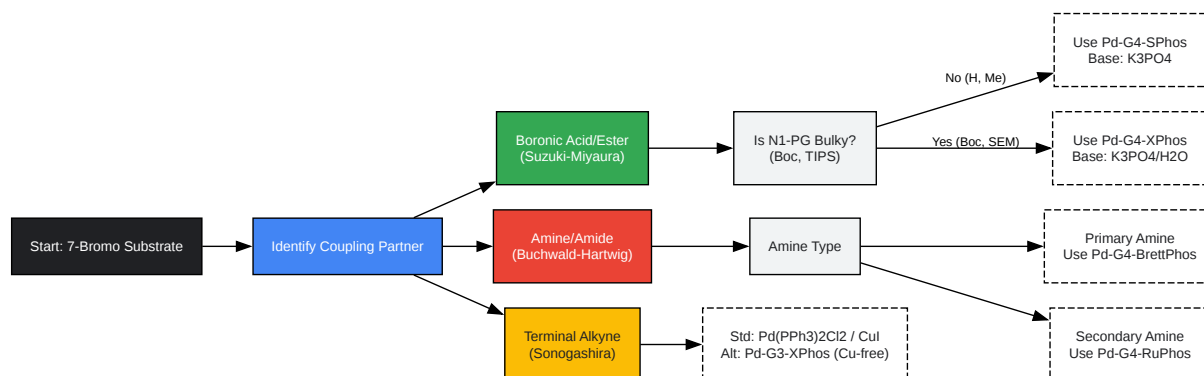 Start: 7-Bromo Substrate
Identify Coupling Partner
Boronic Acid/Ester
(Suzuki-Miyaura)
Is N1-PG Bulky?
(Boc, TIPS)
No (H, Me)
Use Pd-G4-SPhos
Base: K3PO4
Yes (Boc, SEM)
Use Pd-G4-XPhos
Base: K3PO4/H2O
Amine/Amide
(Buchwald-Hartwig)
Amine Type
Primary Amine
Use Pd-G4-BrettPhos
Secondary Amine
Use Pd-G4-RuPhos
Terminal Alkyne
(Sonogashira)
Std: Pd(PPh3)2Cl2 / CuI
Alt: Pd-G3-XPhos (Cu-free)